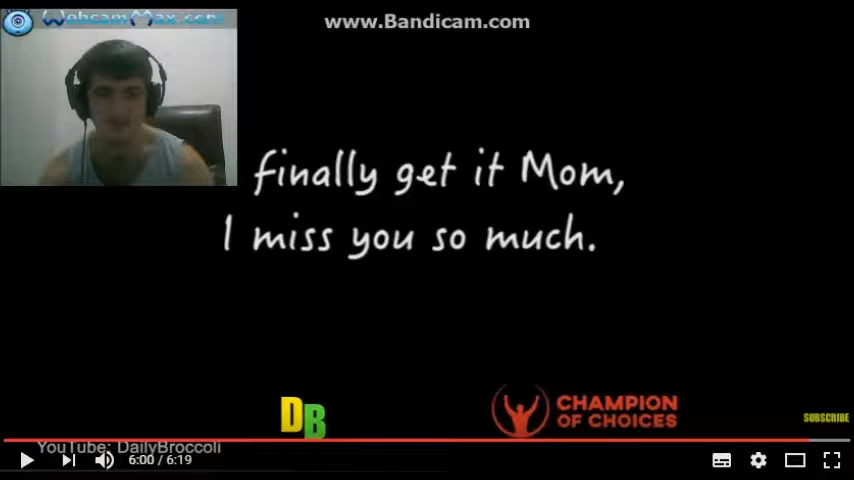 WebcamMax.com
www.Bandicam.com
finally get it Mom,
I miss you so much.
DB
CHAMPION
OF CHOICES
SUBSCRIBE
YouTube: DailyBroccoli
6:00 / 6:19